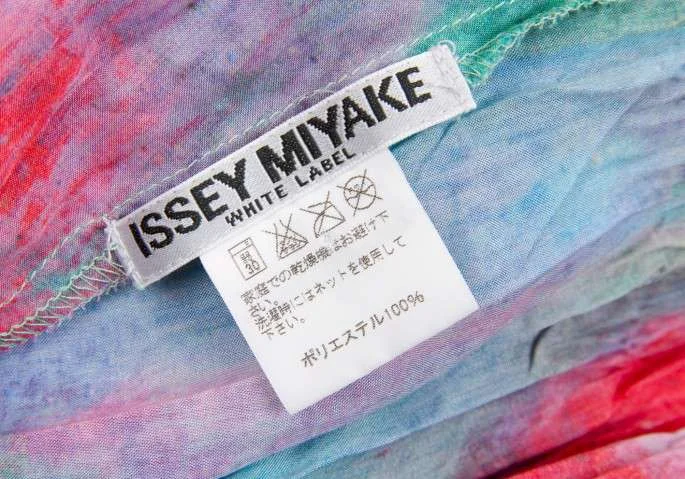 ISSEY MIYAKE
WHITE LABEL
弱
30
家庭での乾燥機はお避け下
さい。
洗濯時にはネットを使用して
下さい。
ポリエステル100%